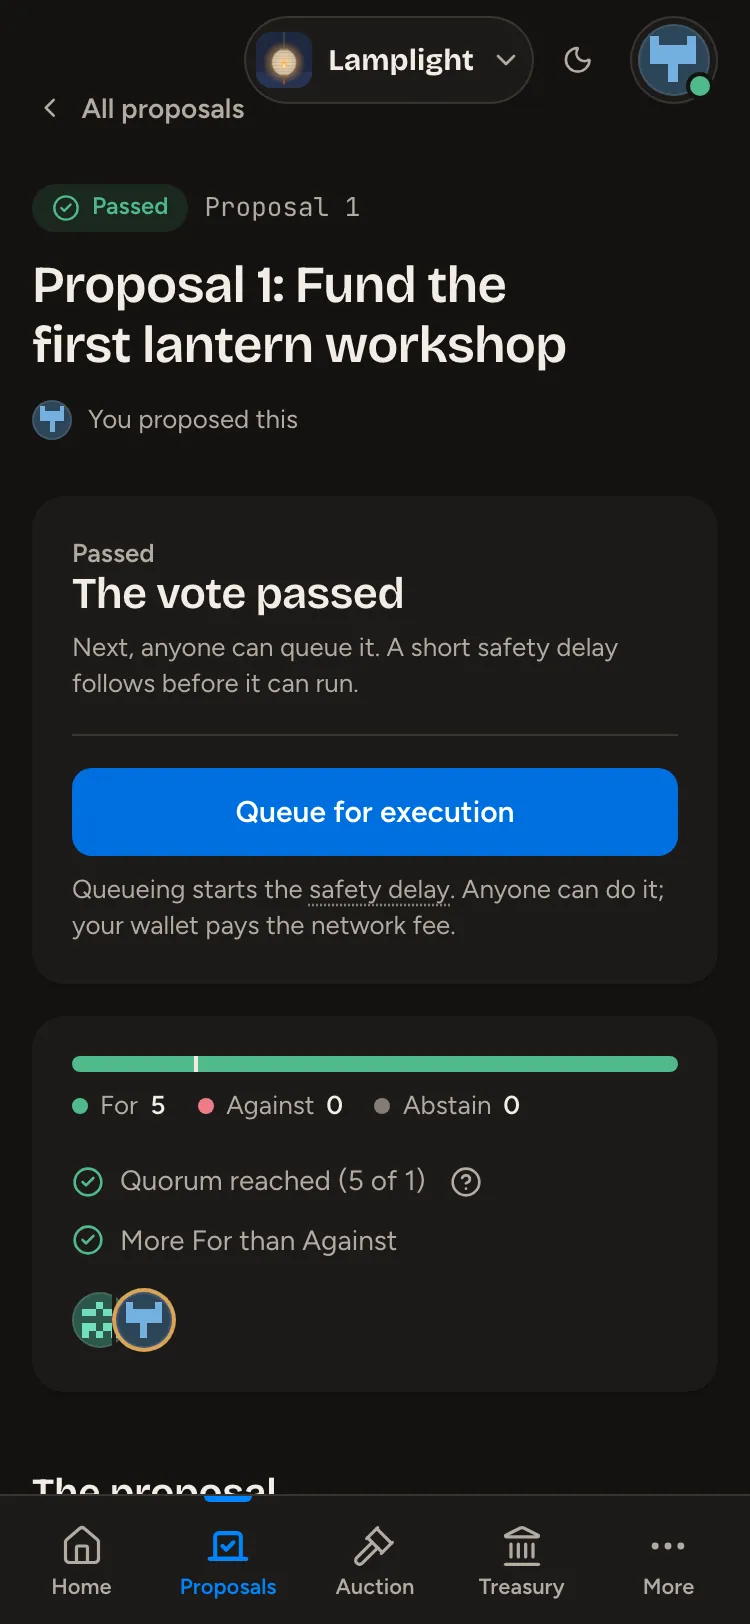 Lamplight
All proposals
Passed
Proposal 1
Proposal 1: Fund the
first lantern workshop
You proposed this
Passed
The vote passed
Next, anyone can queue it. A short safety delay
follows before it can run.
Queue for execution
Queueing starts the safety delay. Anyone can do it;
your wallet pays the network fee.
For 5 Against 0 Abstain 0
Quorum reached (5 of 1)
More For than Against
The proposal
Home Proposals Auction Treasury More